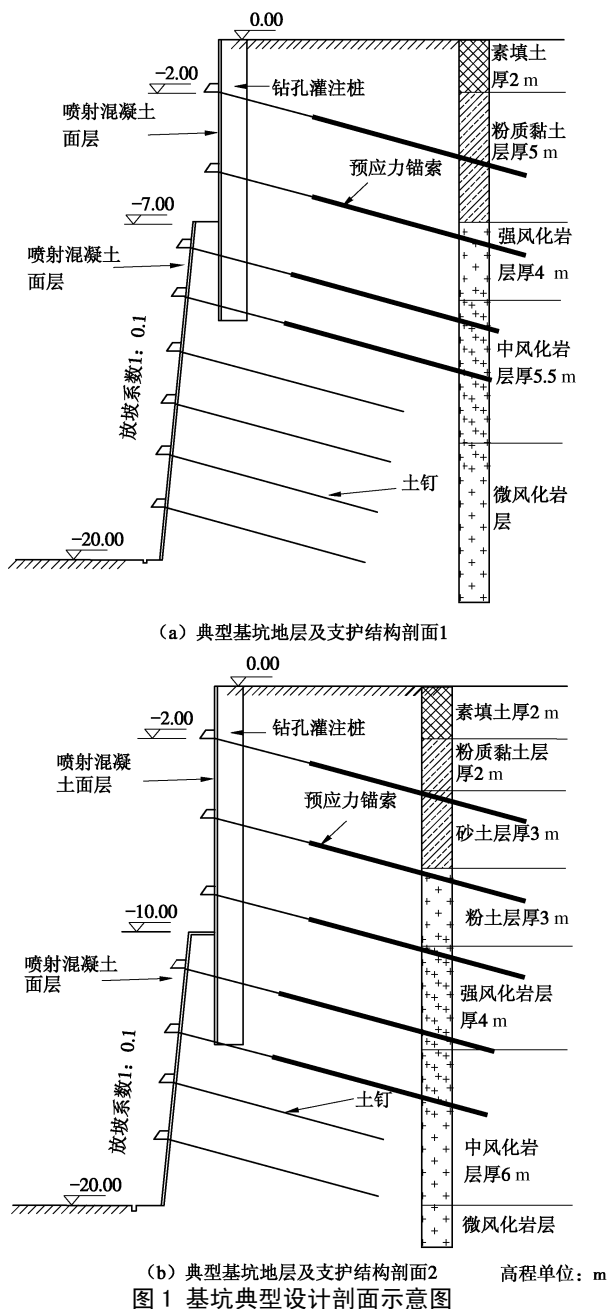 0.00
素填土
厚2 m
-2.00
钻孔灌注桩
喷射混凝土
面层
粉质黏土
层厚5 m
预应力锚索
-7.00
强风化岩
层厚4 m
喷射混凝土
面层
中风化岩
层厚5.5 m
放坡系数1：0.1
土钉
微风化岩
层
-20.00
（a）典型基坑地层及支护结构剖面1
0.00
素填土厚2 m
-2.00
钻孔灌注桩
粉质黏土层
厚2 m
喷射混凝
土面层
预应力锚索
砂土层厚3 m
-10.00
粉土层厚3 m
喷射混凝土
面层
强风化岩层
厚4 m
放坡系数1：0.1
土钉
中风化岩
层厚6 m
-20.00
微风化岩层
（b）典型基坑地层及支护结构剖面2 高程单位：m
图1 基坑典型设计剖面示意图